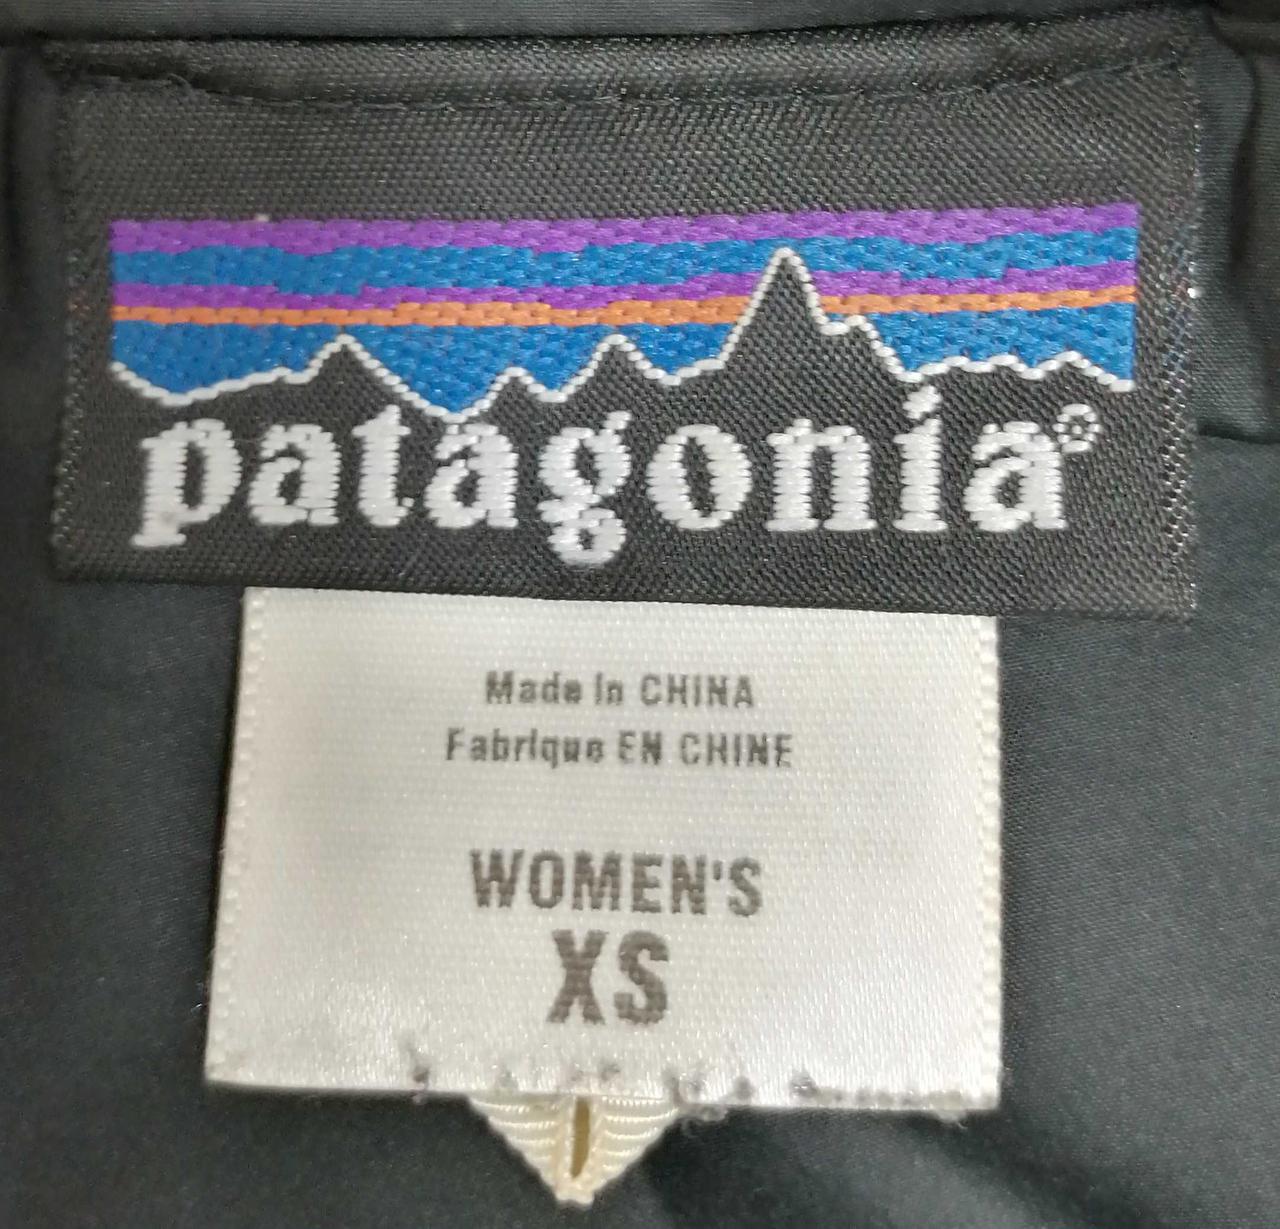 patagonia®
Made In CHINA
Fabrique EN CHINE
WOMEN'S
XS